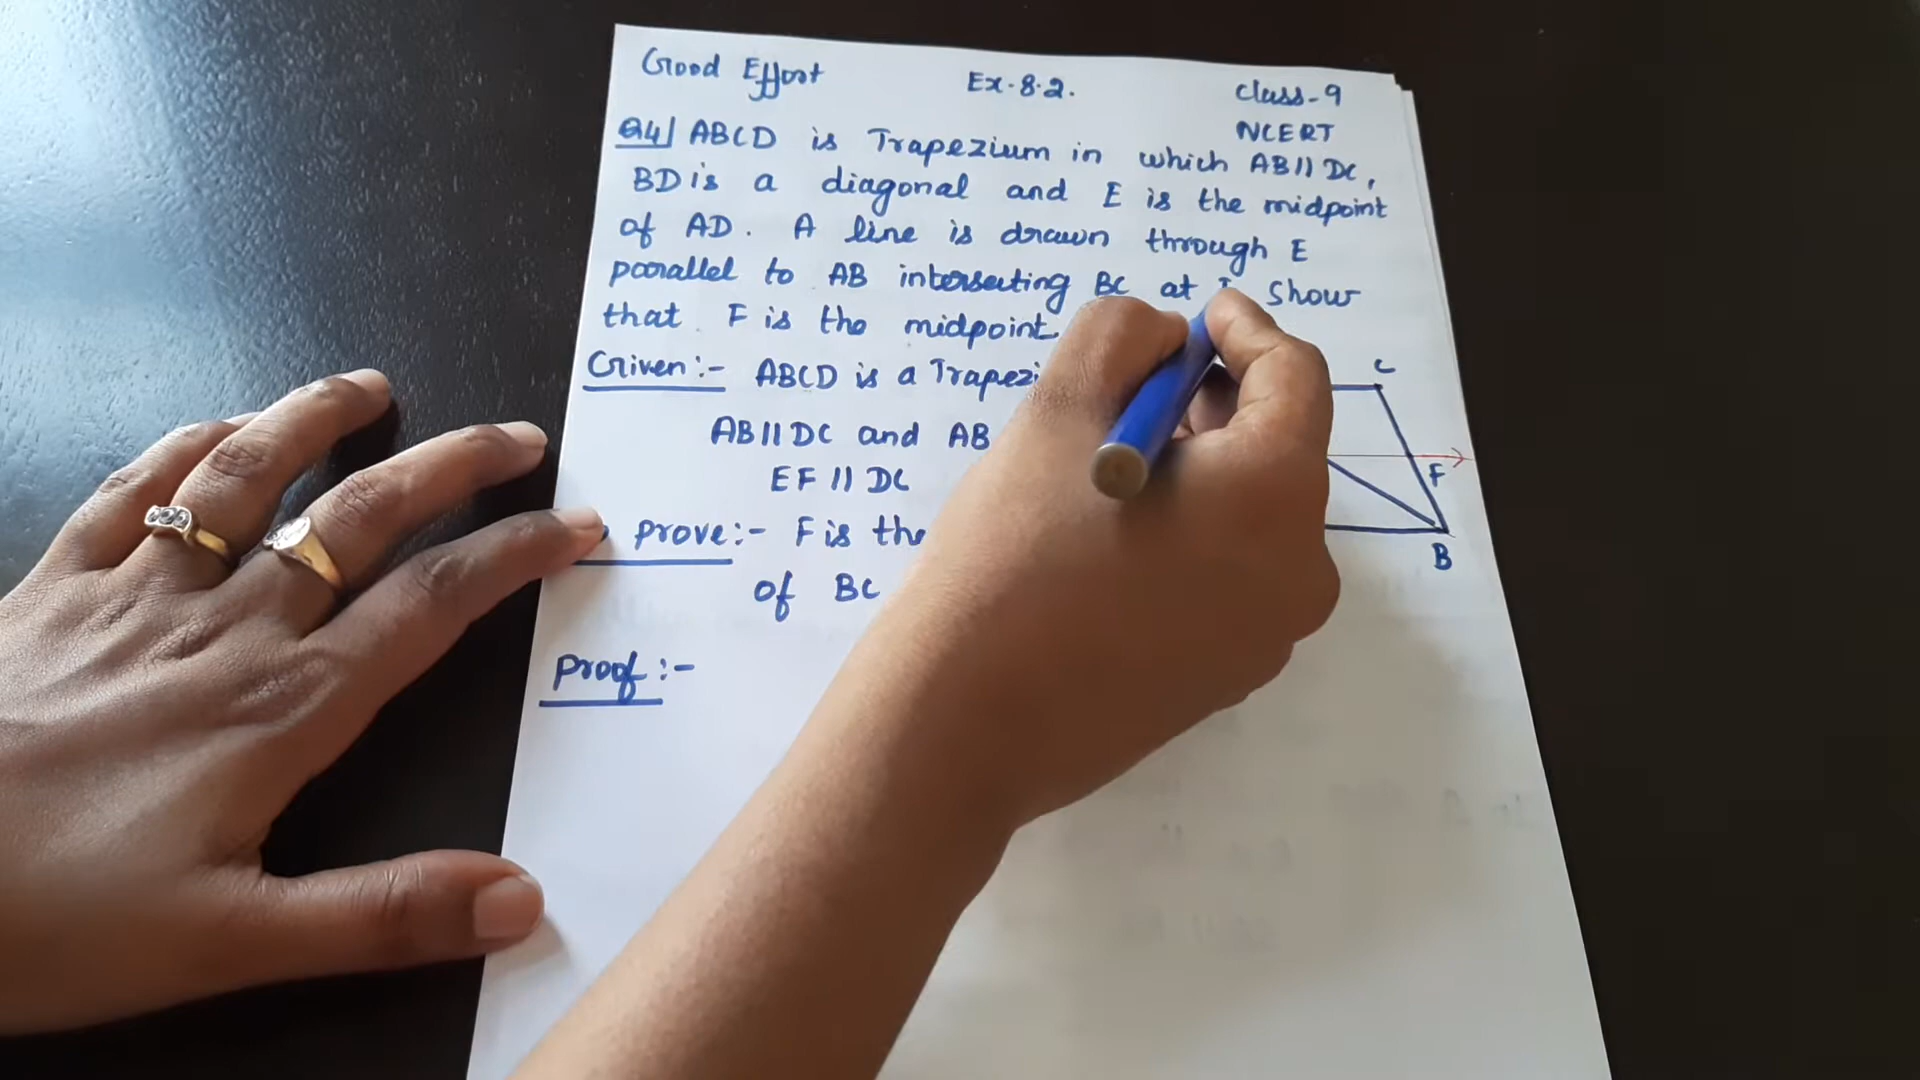 Good Effort Ex-8.2. Class-9
NCERT
Q4/ ABCD is Trapezium in which AB||DC,
BD is a diagonal and E is the midpoint
of AD. A line is drawn through E
parallel to AB intersecting BC at Show
that F is the midpoint.
Given:- ABCD is a Trapezi
AB||DC and AB
EF || DC
prove:- F is the
of BC
Proof:-
C
F
B